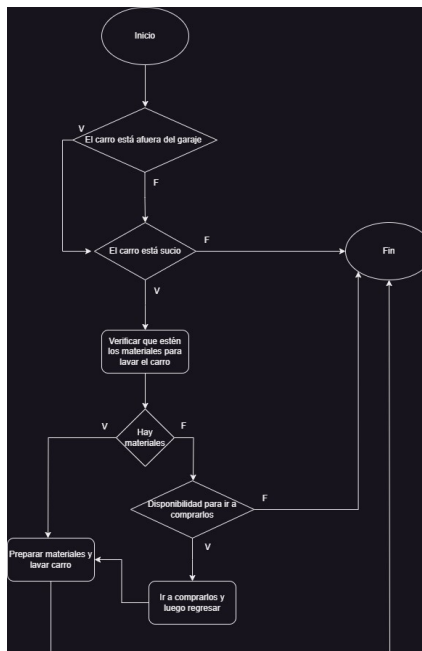 Inicio
V
El carro está afuera del garaje
F
El carro está sucio
F
Fin
V
Verificar que estén
los materiales para
lavar el carro
V
Hay
materiales
F
Disponibilidad para ir a
comprarlos
F
V
Preparar materiales y
lavar carro
Ir a comprarlos y
luego regresar